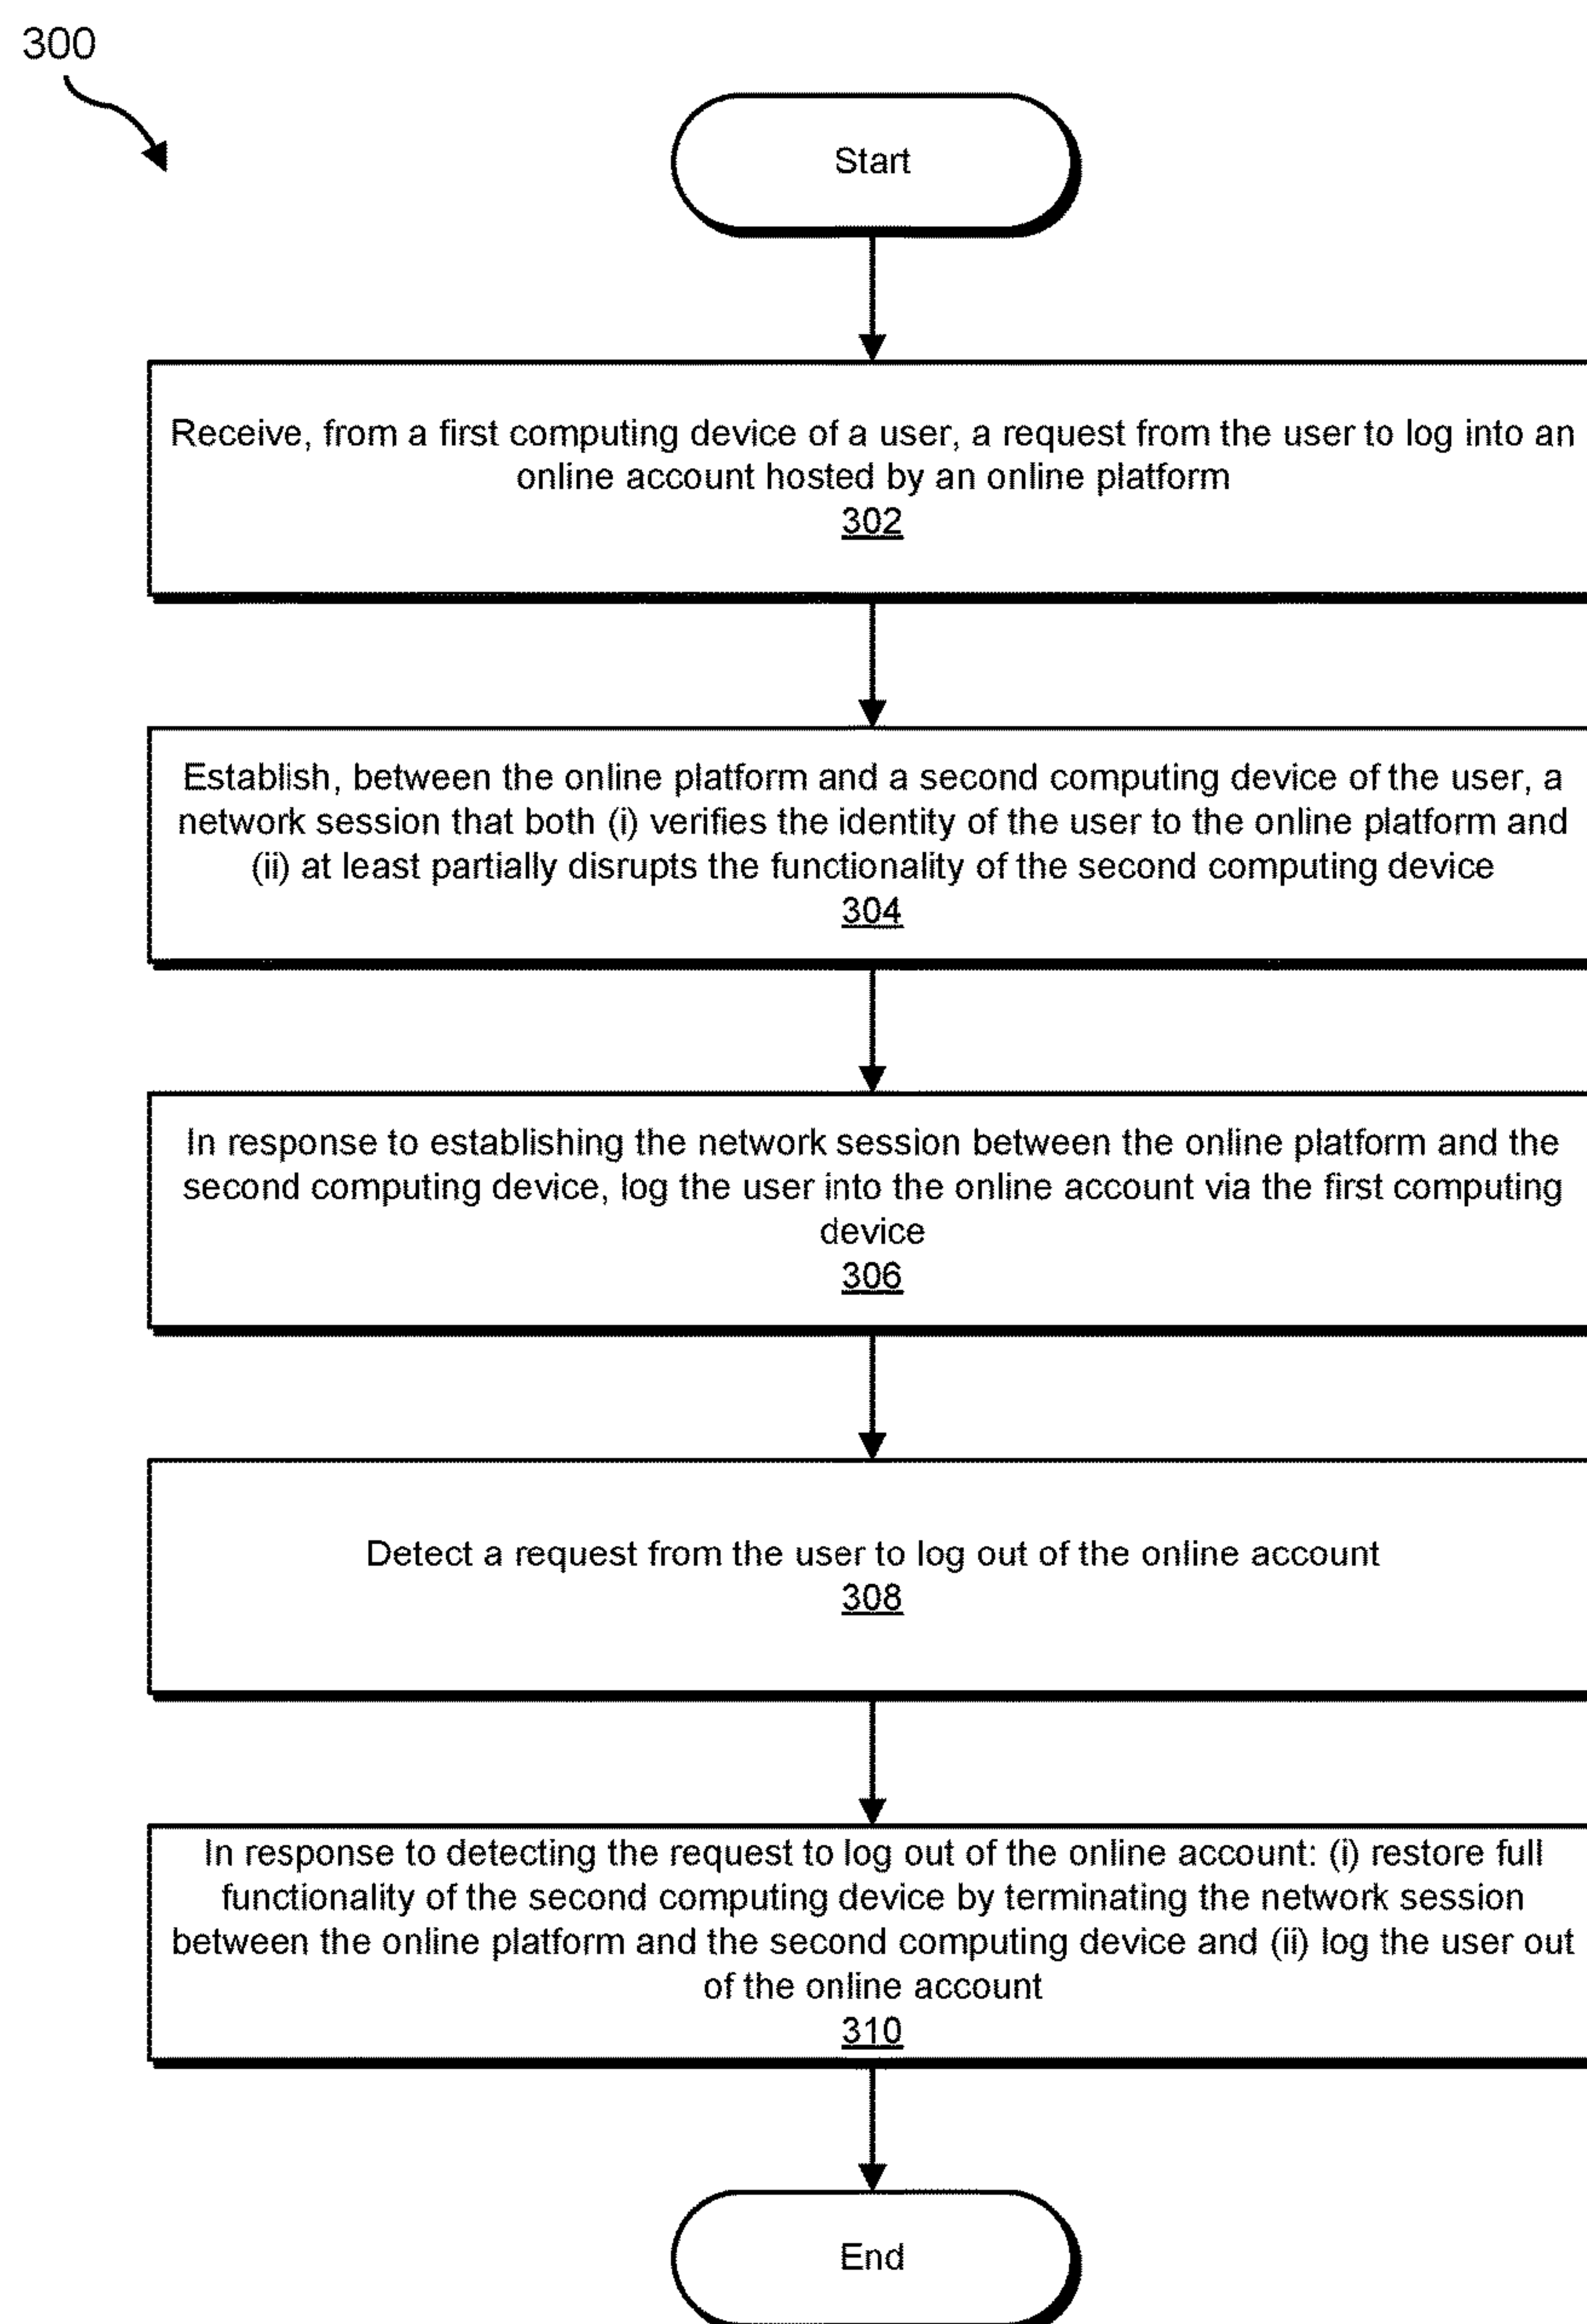 300
Start
Receive, from a first computing device of a user, a request from the user to log into an
online account hosted by an online platform
302
Establish, between the online platform and a second computing device of the user, a
network session that both (i) verifies the identity of the user to the online platform and
(ii) at least partially disrupts the functionality of the second computing device
304
In response to establishing the network session between the online platform and the
second computing device, log the user into the online account via the first computing
device
306
Detect a request from the user to log out of the online account
308
In response to detecting the request to log out of the online account: (i) restore full
functionality of the second computing device by terminating the network session
between the online platform and the second computing device and (ii) log the user out
of the online account
310
End